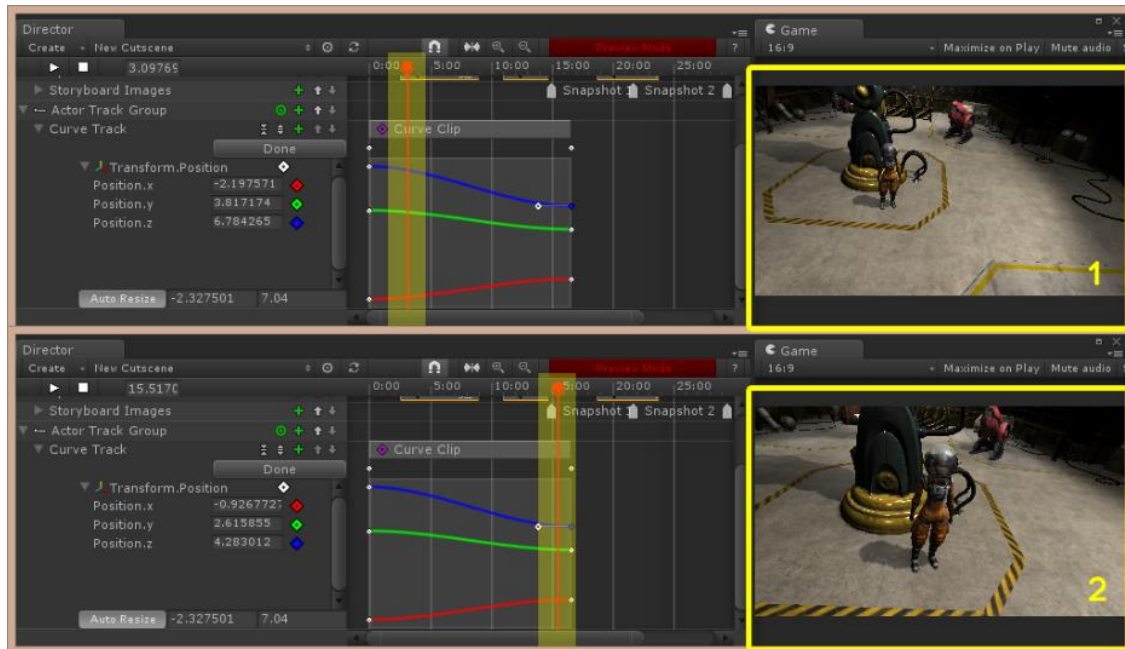 Director
Game
Create New Cutscene Preview Mode ? 16:9 Maximize on Play Mute audio
3.09769 0:00 5:00 10:00 15:00 20:00 25:00
Storyboard Images Snapshot Snapshot 2
Actor Track Group
Curve Track Curve Clip
Done
Transform.Position
Position.x -2.197571
Position.y 3.817174
Position.z 6.784265
1
Auto Resize -2.327501 7.04
Director
Game
Create New Cutscene Preview Mode ? 16:9 Maximize on Play Mute audio
15.5170 0:00 5:00 10:00 5:00 20:00 25:00
Storyboard Images Snapshot Snapshot 2
Actor Track Group
Curve Track Curve Clip
Done
Transform.Position
Position.x -0.926772
Position.y 2.615855
Position.z 4.283012
2
Auto Resize -2.327501 7.04